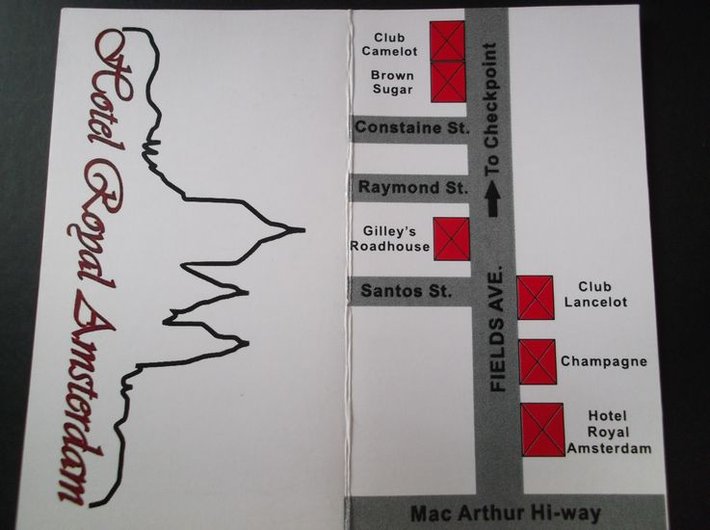 Hotel Royal Amsterdam
Club
Camelot
Brown
Sugar
To Checkpoint
Constaine St.
Raymond St.
Gilley's
Roadhouse
Santos St.
FIELDS AVE.
Club
Lancelot
Champagne
Hotel
Royal
Amsterdam
Mac Arthur Hi-way